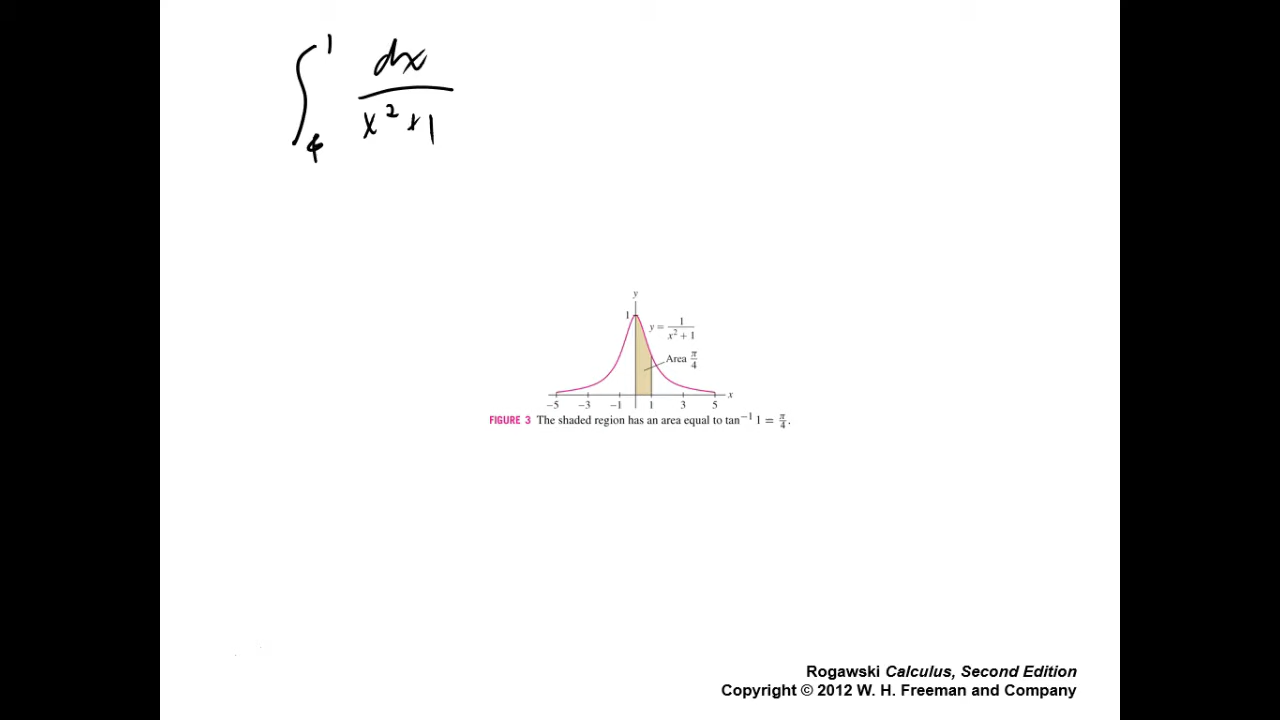 ∫₄¹ dx / x² + 1
y
1
y = 1 / x² + 1
Area π/4
x
−5 −3 −1 1 3 5
FIGURE 3 The shaded region has an area equal to tan⁻¹ 1 = π/4.
Rogawski Calculus, Second Edition
Copyright © 2012 W. H. Freeman and Company